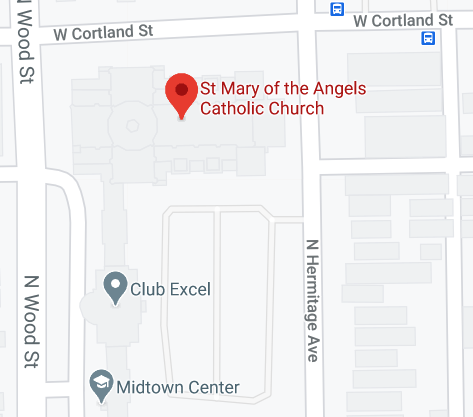 N Wood St
W Cortland St
W Cortland St
St Mary of the Angels
Catholic Church
N Hermitage Ave
N Wood St
Club Excel
Midtown Center